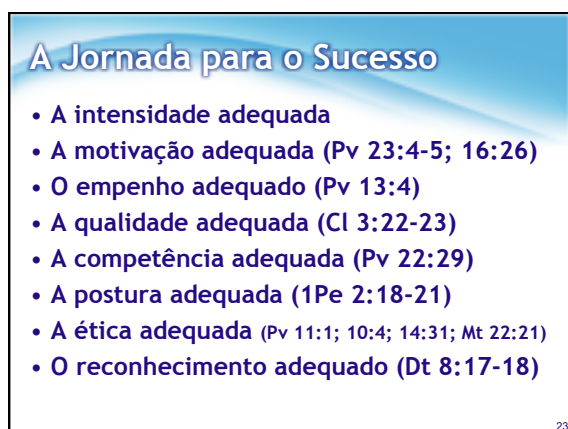 A Jornada para o Sucesso
• A intensidade adequada
• A motivação adequada (Pv 23:4-5; 16:26)
• O empenho adequado (Pv 13:4)
• A qualidade adequada (Cl 3:22-23)
• A competência adequada (Pv 22:29)
• A postura adequada (1Pe 2:18-21)
• A ética adequada (Pv 11:1; 10:4; 14:31; Mt 22:21)
• O reconhecimento adequado (Dt 8:17-18)
23